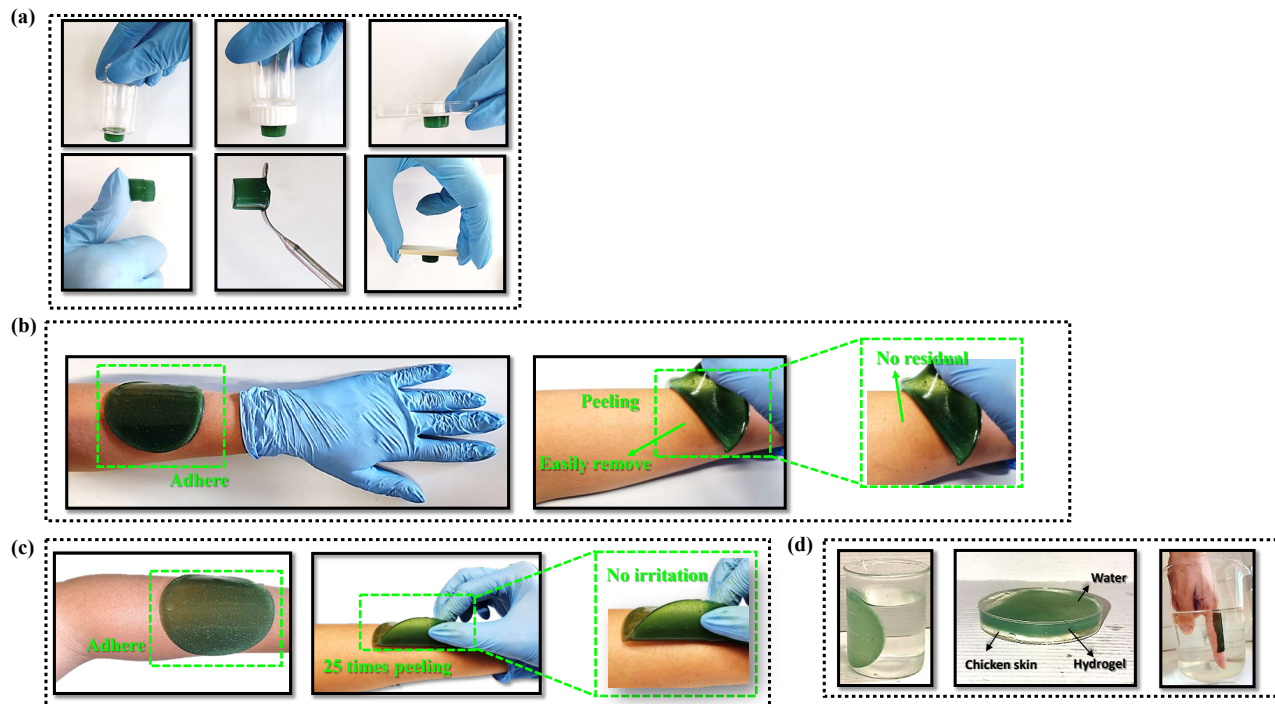 (a)
(b)
Adhere
Peeling
Easily remove
No residual
(c)
Adhere
25 times peeling
No irritation
(d)
Water
Chicken skin
Hydrogel